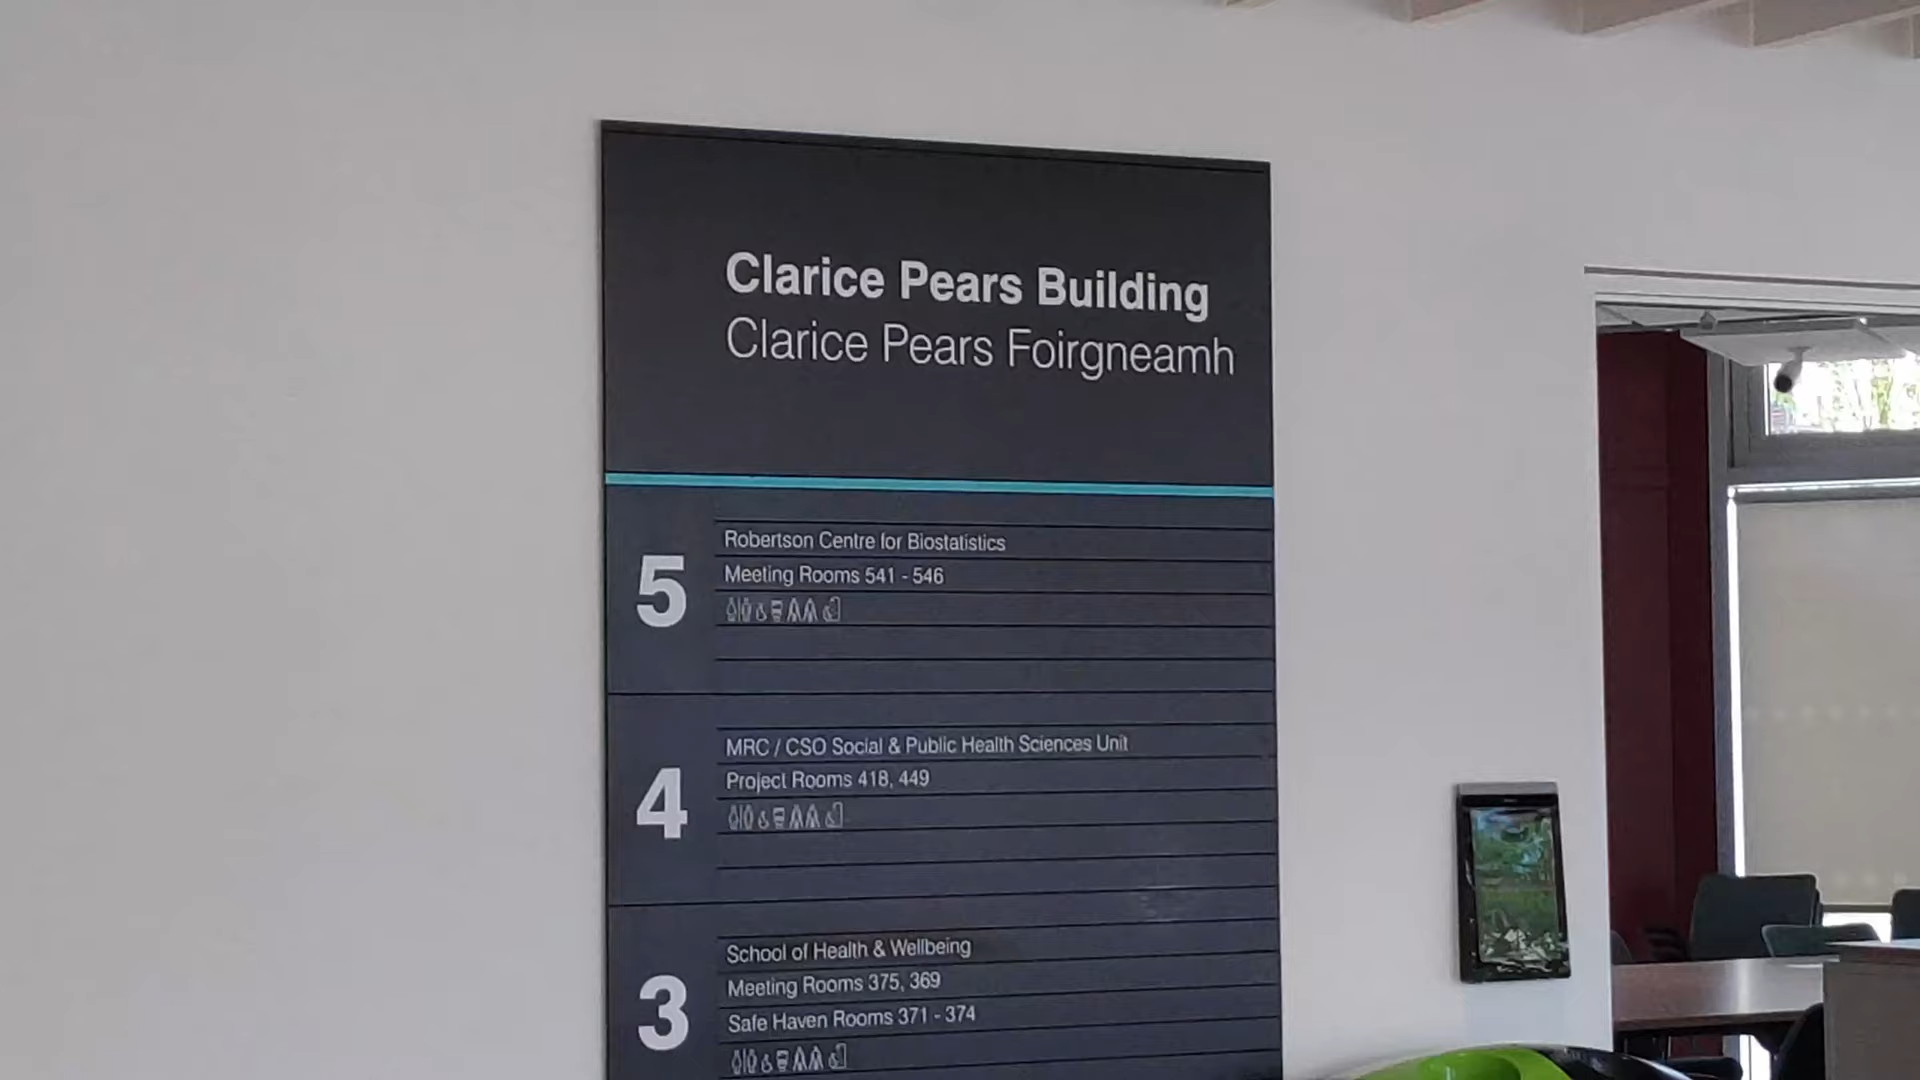 Clarice Pears Building
Clarice Pears Foirgneamh
5
Robertson Centre for Biostatistics
Meeting Rooms 541 - 546
4
MRC / CSO Social & Public Health Sciences Unit
Project Rooms 418, 449
3
School of Health & Wellbeing
Meeting Rooms 375, 369
Safe Haven Rooms 371 - 374